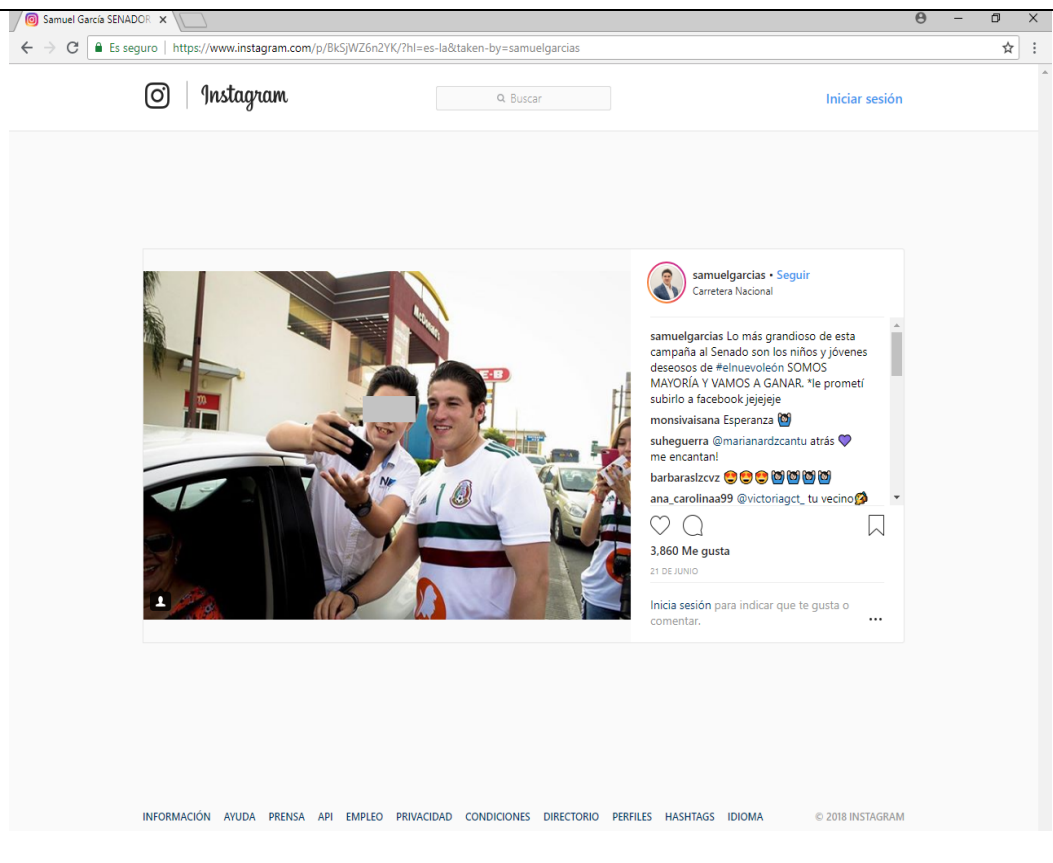 Samuel García SENADOR
Es seguro
https://www.instagram.com/p/BkSjWZ6n2YK/?hl=es-la&taken-by=samuelgarcias
Instagram
Buscar
Iniciar sesión
samuelgarcias • Seguir
Carretera Nacional
samuelgarcias Lo más grandioso de esta
campaña al Senado son los niños y jóvenes
deseosos de #elnuevoleón SOMOS
MAYORÍA Y VAMOS A GANAR. *le prometí
subirlo a facebook jejejeje
monsivaisana Esperanza 🙆🏻
suheguerra @marianardzcantu atrás 💜
me encantan!
barbaraslzcvz 😍😍😍🙆🏻🙆🏻🙆🏻🙆🏻
ana_carolinaa99 @victoriagct_ tu vecino
McDonald's
E·B
3,860 Me gusta
21 DE JUNIO
Inicia sesión para indicar que te gusta o
comentar.
INFORMACIÓN AYUDA PRENSA API EMPLEO PRIVACIDAD CONDICIONES DIRECTORIO PERFILES HASHTAGS IDIOMA © 2018 INSTAGRAM